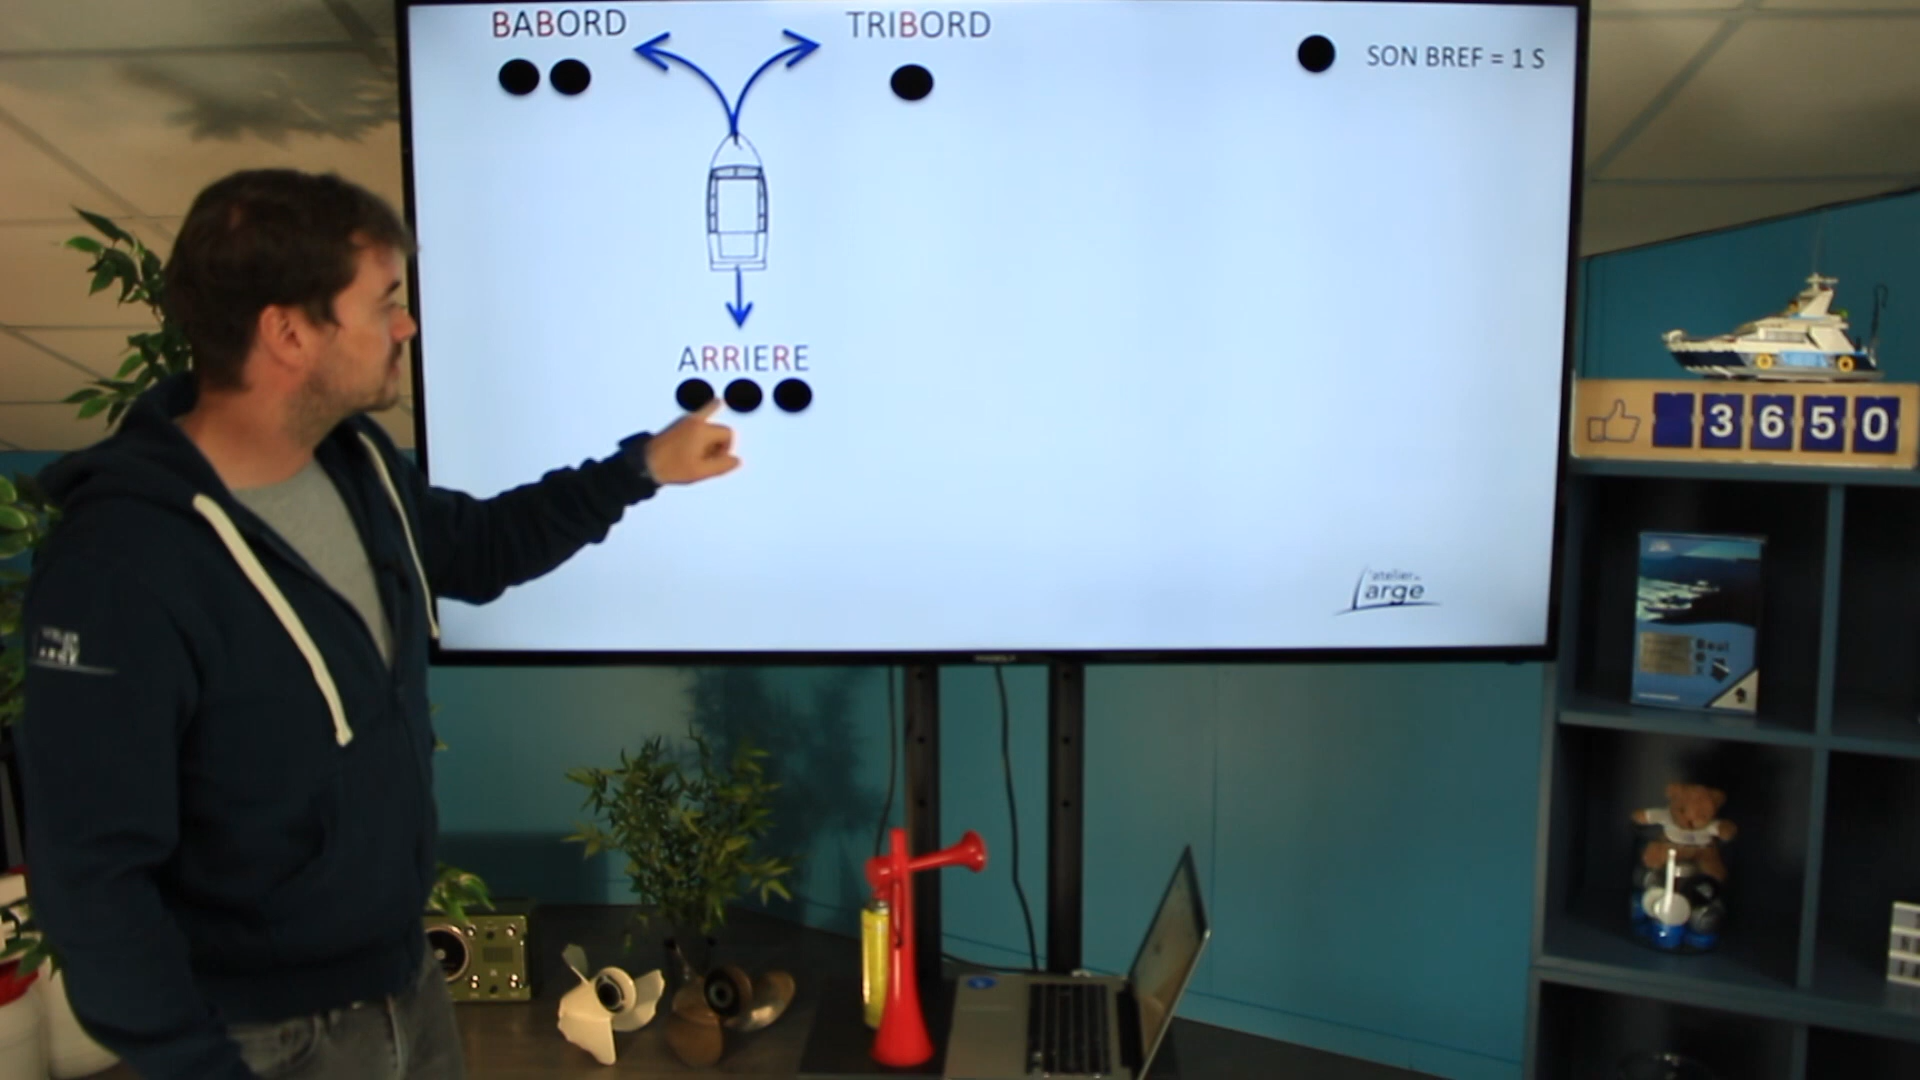 BABORD
TRIBORD
SON BREF = 1 S
ARRIERE
l'atelier du
Large
3650